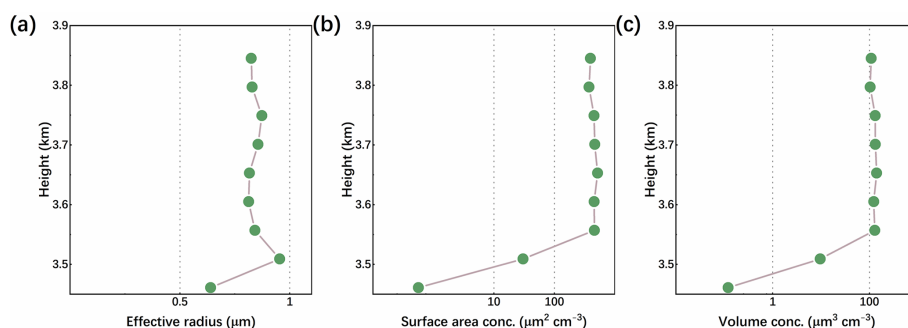 (a)
3.9
3.8
3.7
3.6
3.5
Height (km)
0.5 1
Effective radius (μm)
(b)
3.9
3.8
3.7
3.6
3.5
Height (km)
10 100
Surface area conc. (μm² cm⁻³)
(c)
3.9
3.8
3.7
3.6
3.5
Height (km)
1 100
Volume conc. (μm³ cm⁻³)